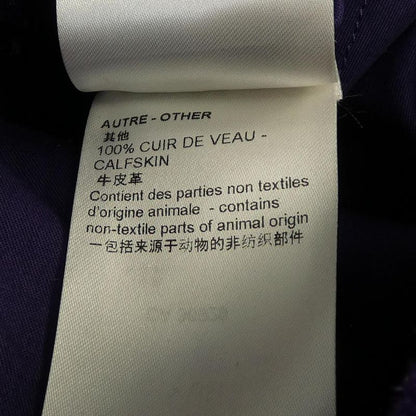 AUTRE - OTHER
其他
100% CUIR DE VEAU -
CALFSKIN
牛皮革
Contient des parties non textiles
d'origine animale - contains
non-textile parts of animal origin
一包括来源于动物的非纺织部件